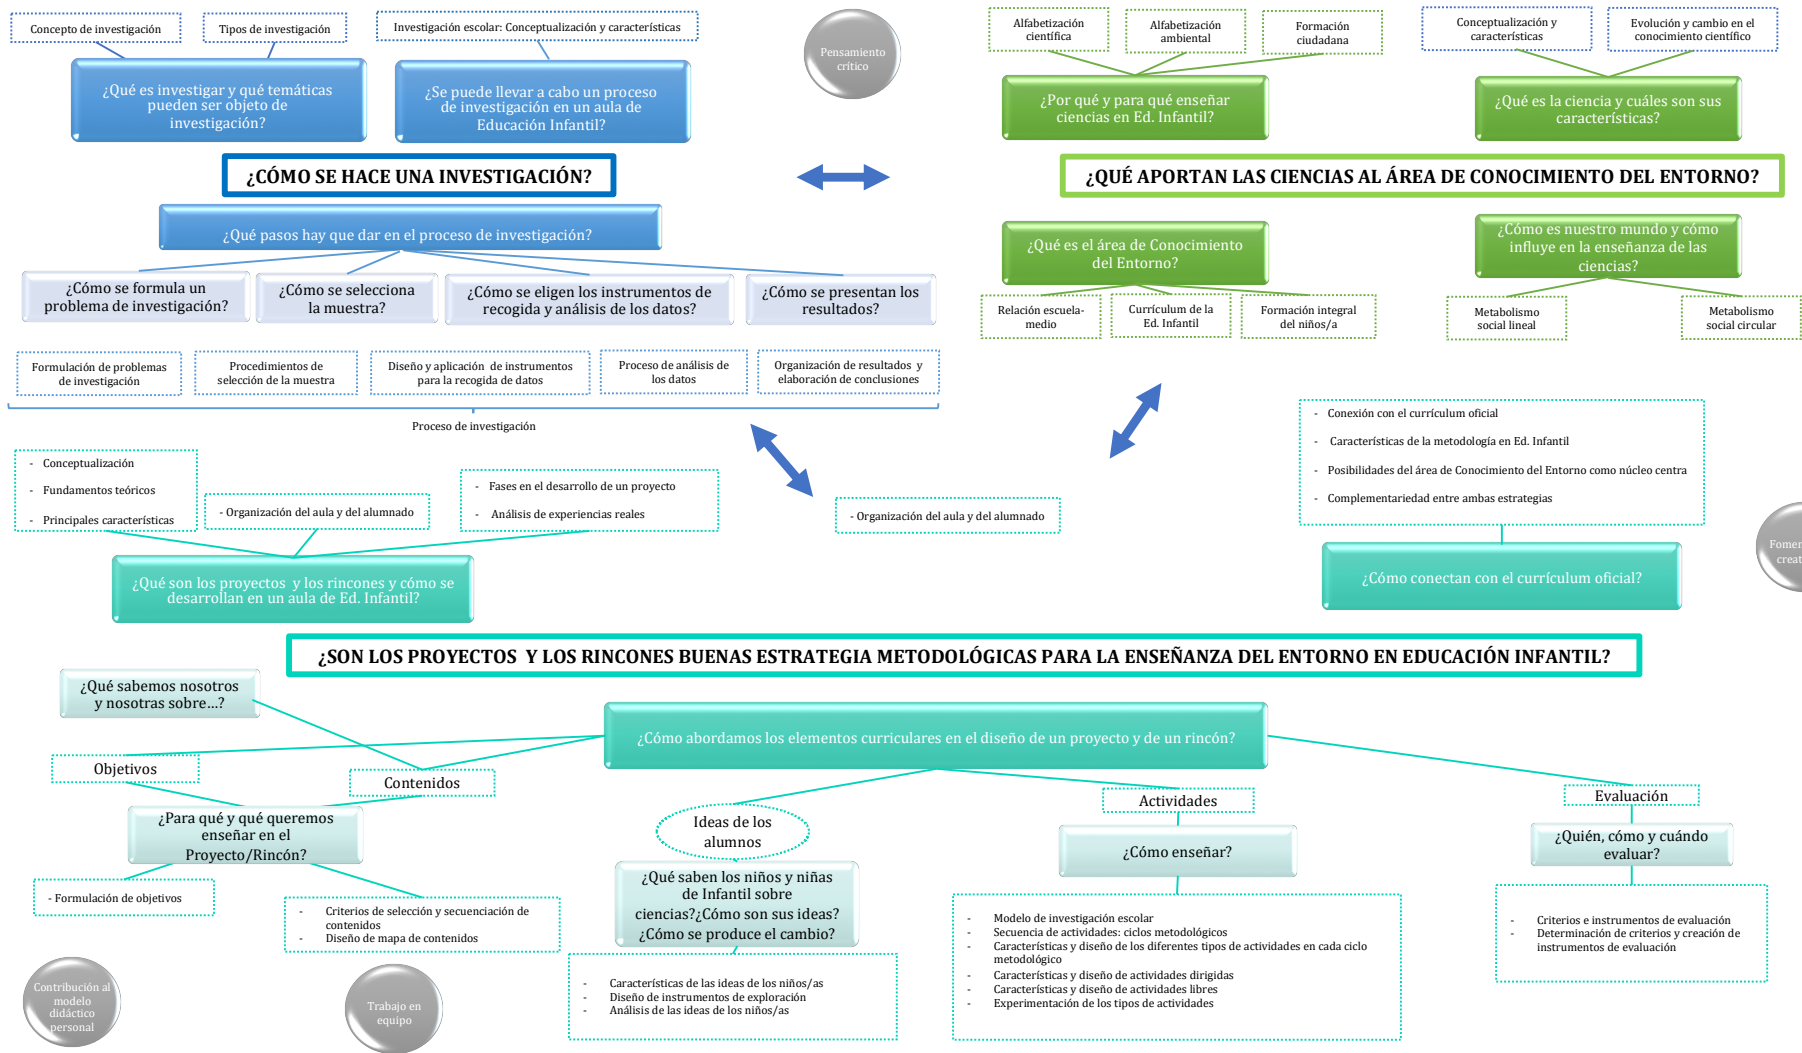 Concepto de investigación
Tipos de investigación
Investigación escolar: Conceptualización y características
¿Qué es investigar y qué temáticas
pueden ser objeto de
investigación?
¿Se puede llevar a cabo un proceso
de investigación en un aula de
Educación Infantil?
Pensamiento
crítico
Alfabetización
científica
Alfabetización
ambiental
Formación
ciudadana
Conceptualización y
características
Evolución y cambio en el
conocimiento científico
¿Por qué y para qué enseñar
ciencias en Ed. Infantil?
¿Qué es la ciencia y cuáles son sus
características?
¿CÓMO SE HACE UNA INVESTIGACIÓN?
¿QUÉ APORTAN LAS CIENCIAS AL ÁREA DE CONOCIMIENTO DEL ENTORNO?
¿Qué pasos hay que dar en el proceso de investigación?
¿Cómo se formula un
problema de investigación?
¿Cómo se selecciona
la muestra?
¿Cómo se eligen los instrumentos de
recogida y análisis de los datos?
¿Cómo se presentan los
resultados?
Formulación de problemas
de investigación
Procedimientos de
selección de la muestra
Diseño y aplicación de instrumentos
para la recogida de datos
Proceso de análisis de
los datos
Organización de resultados y
elaboración de conclusiones
Proceso de investigación
¿Qué es el área de Conocimiento
del Entorno?
¿Cómo es nuestro mundo y cómo
influye en la enseñanza de las
ciencias?
Relación escuela-
medio
Currículum de la
Ed. Infantil
Formación integral
del niños/a
Metabolismo
social lineal
Metabolismo
social circular
- Conceptualización
- Fundamentos teóricos
- Principales características
- Organización del aula y del alumnado
- Fases en el desarrollo de un proyecto
- Análisis de experiencias reales
- Organización del aula y del alumnado
- Conexión con el currículum oficial
- Características de la metodología en Ed. Infantil
- Posibilidades del área de Conocimiento del Entorno como núcleo centra
- Complementariedad entre ambas estrategias
¿Qué son los proyectos y los rincones y cómo se
desarrollan en un aula de Ed. Infantil?
¿Cómo conectan con el currículum oficial?
¿SON LOS PROYECTOS Y LOS RINCONES BUENAS ESTRATEGIA METODOLÓGICAS PARA LA ENSEÑANZA DEL ENTORNO EN EDUCACIÓN INFANTIL?
¿Qué sabemos nosotros
y nosotras sobre...?
¿Cómo abordamos los elementos curriculares en el diseño de un proyecto y de un rincón?
Objetivos
Contenidos
¿Para qué y qué queremos
enseñar en el
Proyecto/Rincón?
- Formulación de objetivos
- Criterios de selección y secuenciación de
contenidos
- Diseño de mapa de contenidos
Ideas de los
alumnos
¿Qué saben los niños y niñas
de Infantil sobre
ciencias?¿Cómo son sus ideas?
¿Cómo se produce el cambio?
- Características de las ideas de los niños/as
- Diseño de instrumentos de exploración
- Análisis de las ideas de los niños/as
Actividades
¿Cómo enseñar?
- Modelo de investigación escolar
- Secuencia de actividades: ciclos metodológicos
- Características y diseño de los diferentes tipos de actividades en cada ciclo
metodológico
- Características y diseño de actividades dirigidas
- Características y diseño de actividades libres
- Experimentación de los tipos de actividades
Evaluación
¿Quién, cómo y cuándo
evaluar?
- Criterios e instrumentos de evaluación
- Determinación de criterios y creación de
instrumentos de evaluación
Contribución al
modelo
didáctico
personal
Trabajo en
equipo